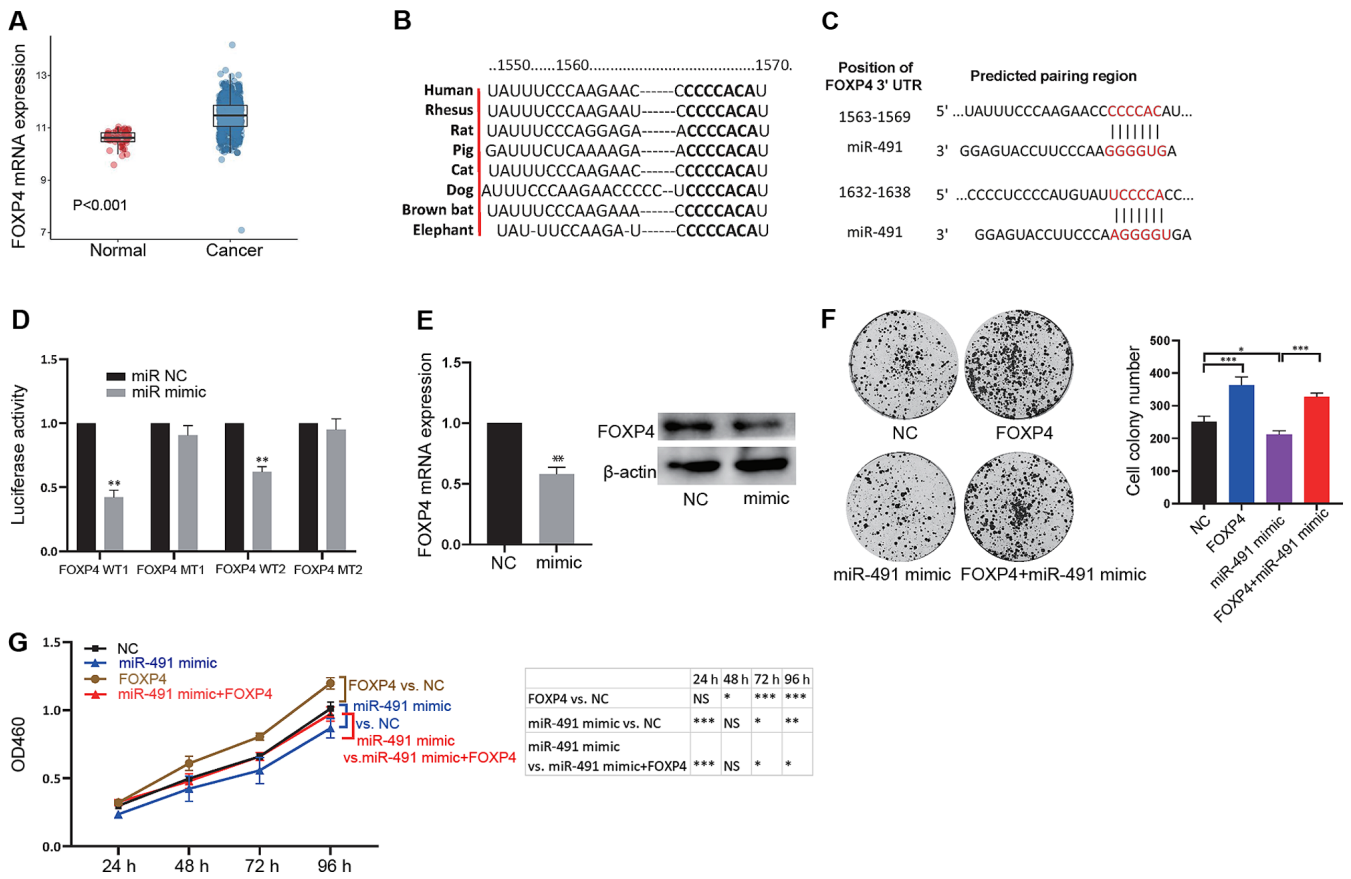 A
FOXP4 mRNA expression
13
11
9
7
P<0.001
Normal
Cancer
B
..1550......1560.....................................1570.
Human UAUUUCCCAAGAAC------CCCCCACAU
Rhesus UAUUUCCCAAGAAU------CCCCCACAU
Rat UAUUUCCCAGGAGA------ACCCCACAU
Pig GAUUUCUCAAAAGA------ACCCCACAU
Cat UAUUUCCCAAGAAC------CCCCCACAU
Dog AUUUCCCAAGAACCCCCC--UCCCCACAU
Brown bat UAUUUCCCAAGAAA------CCCCCACAU
Elephant UAU-UUCCAAGA-U------CCCCCACAU
C
Position of
FOXP4 3' UTR
Predicted pairing region
1563-1569 5' ...UAUUUCCCAAGAACCCCCCACAU...
miR-491 3' GGAGUACCUUCCCAAGGGGUGA
1632-1638 5' ...CCCCUCCCCAUGUAUUCCCCACC...
miR-491 3' GGAGUACCUUCCCAAGGGGUGA
D
Luciferase activity
1.5
1.0
0.5
0.0
miR NC
miR mimic
**
**
FOXP4 WT1
FOXP4 MT1
FOXP4 WT2
FOXP4 MT2
E
FOXP4 mRNA expression
1.5
1.0
0.5
0.0
**
NC
mimic
FOXP4
β-actin
NC
mimic
F
NC
FOXP4
miR-491 mimic
FOXP4+miR-491 mimic
Cell colony number
500
400
300
200
100
0
*
***
***
NC
FOXP4
miR-491 mimic
FOXP4+miR-491 mimic
G
OD460
1.5
1.0
0.5
0.0
NC
miR-491 mimic
FOXP4
miR-491 mimic+FOXP4
FOXP4 vs. NC
miR-491 mimic
vs. NC
miR-491 mimic
vs.miR-491 mimic+FOXP4
24 h
48 h
72 h
96 h
24 h 48 h 72 h 96 h
FOXP4 vs. NC NS * *** ***
miR-491 mimic vs. NC *** NS * **
miR-491 mimic
vs. miR-491 mimic+FOXP4 *** NS * *